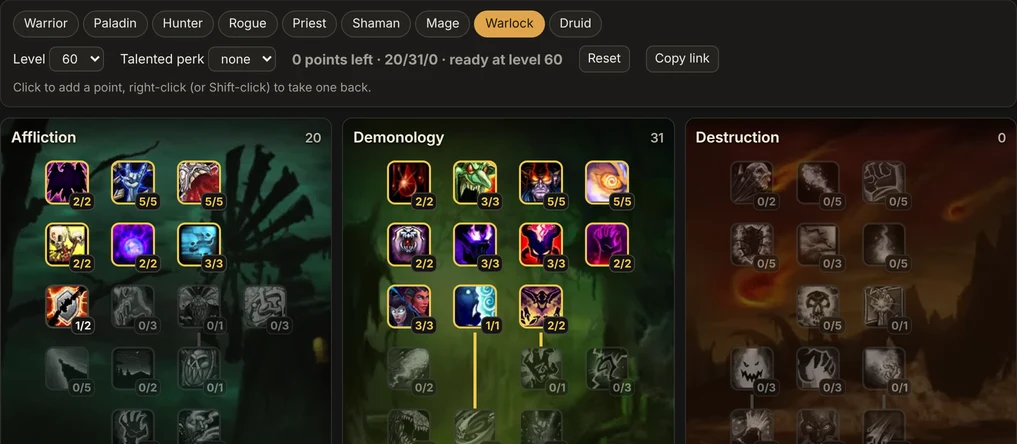 Warrior Paladin Hunter Rogue Priest Shaman Mage Warlock Druid
Level 60 Talented perk none 0 points left · 20/31/0 · ready at level 60 Reset Copy link
Click to add a point, right-click (or Shift-click) to take one back.
Affliction 20
2/2 5/5 5/5
2/2 2/2 3/3
1/2 0/3 0/1 0/3
0/5 0/2 0/1
Demonology 31
2/2 3/3 5/5 5/5
2/2 3/3 3/3 2/2
3/3 1/1 2/2
0/2 0/1 0/3
Destruction 0
0/2 0/5 0/5
0/5 0/3 0/5
0/5 0/1
0/3 0/3 0/5